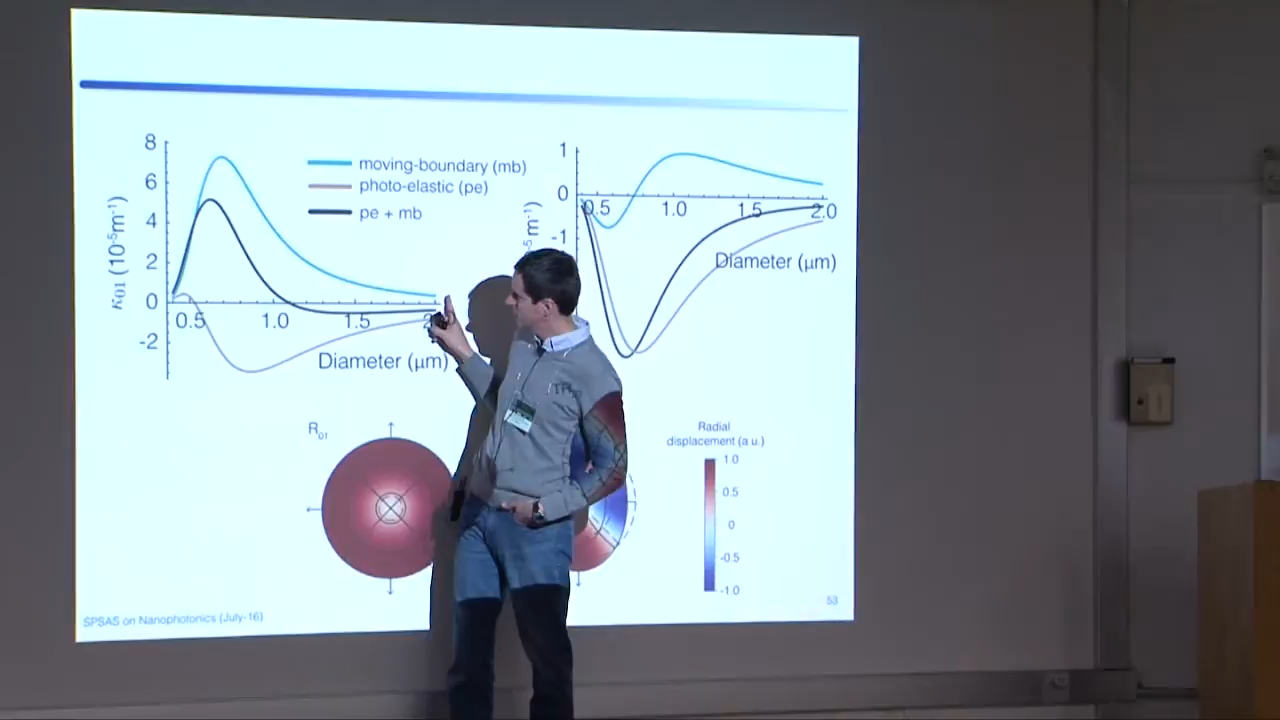 8
6
4
2
0
-2
κ01 (10-5m-1)
moving-boundary (mb)
photo-elastic (pe)
pe + mb
0.5 1.0 1.5
Diameter (μm)
1
0
-1
0.5 1.0 1.5 2.0
Diameter (μm)
R01
Radial
displacement (a.u.)
1.0
0.5
0
-0.5
-1.0
SPSAS on Nanophotonics (July-16)
53